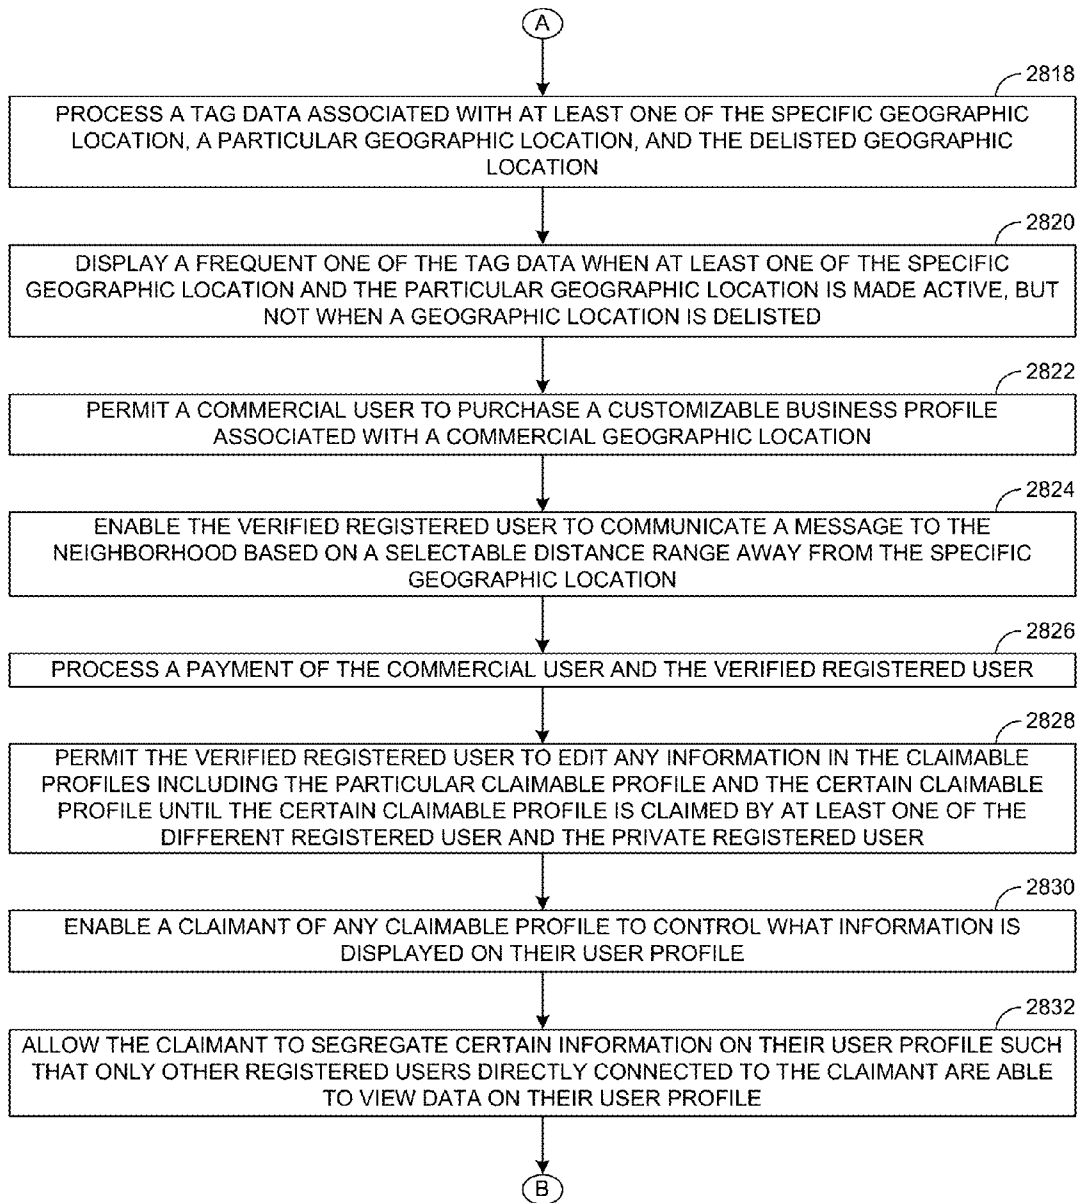 A
2818
PROCESS A TAG DATA ASSOCIATED WITH AT LEAST ONE OF THE SPECIFIC GEOGRAPHIC
LOCATION, A PARTICULAR GEOGRAPHIC LOCATION, AND THE DELISTED GEOGRAPHIC
LOCATION
2820
DISPLAY A FREQUENT ONE OF THE TAG DATA WHEN AT LEAST ONE OF THE SPECIFIC
GEOGRAPHIC LOCATION AND THE PARTICULAR GEOGRAPHIC LOCATION IS MADE ACTIVE, BUT
NOT WHEN A GEOGRAPHIC LOCATION IS DELISTED
2822
PERMIT A COMMERCIAL USER TO PURCHASE A CUSTOMIZABLE BUSINESS PROFILE
ASSOCIATED WITH A COMMERCIAL GEOGRAPHIC LOCATION
2824
ENABLE THE VERIFIED REGISTERED USER TO COMMUNICATE A MESSAGE TO THE
NEIGHBORHOOD BASED ON A SELECTABLE DISTANCE RANGE AWAY FROM THE SPECIFIC
GEOGRAPHIC LOCATION
2826
PROCESS A PAYMENT OF THE COMMERCIAL USER AND THE VERIFIED REGISTERED USER
2828
PERMIT THE VERIFIED REGISTERED USER TO EDIT ANY INFORMATION IN THE CLAIMABLE
PROFILES INCLUDING THE PARTICULAR CLAIMABLE PROFILE AND THE CERTAIN CLAIMABLE
PROFILE UNTIL THE CERTAIN CLAIMABLE PROFILE IS CLAIMED BY AT LEAST ONE OF THE
DIFFERENT REGISTERED USER AND THE PRIVATE REGISTERED USER
2830
ENABLE A CLAIMANT OF ANY CLAIMABLE PROFILE TO CONTROL WHAT INFORMATION IS
DISPLAYED ON THEIR USER PROFILE
2832
ALLOW THE CLAIMANT TO SEGREGATE CERTAIN INFORMATION ON THEIR USER PROFILE SUCH
THAT ONLY OTHER REGISTERED USERS DIRECTLY CONNECTED TO THE CLAIMANT ARE ABLE
TO VIEW DATA ON THEIR USER PROFILE
B